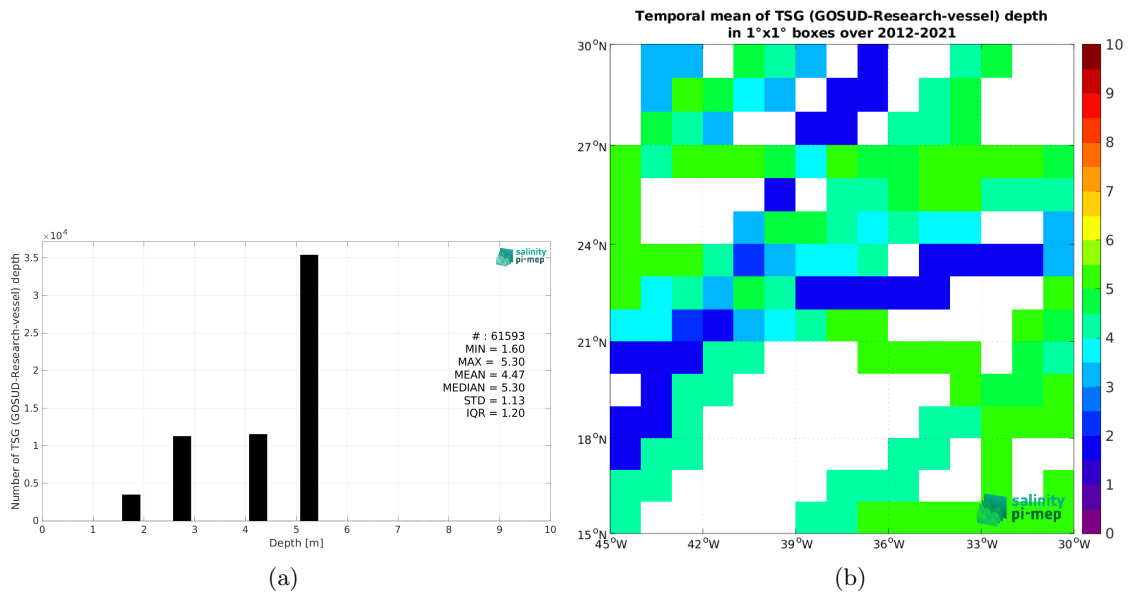 ×10⁴
3.5
3
2.5
2
1.5
1
0.5
0
Number of TSG (GOSUD-Research-vessel) depth
salinity
pi-mep
# : 61593
MIN = 1.60
MAX = 5.30
MEAN = 4.47
MEDIAN = 5.30
STD = 1.13
IQR = 1.20
0 1 2 3 4 5 6 7 8 9 10
Depth [m]
(a)
Temporal mean of TSG (GOSUD-Research-vessel) depth
in 1°x1° boxes over 2012-2021
30°N
27°N
24°N
21°N
18°N
15°N
45°W 42°W 39°W 36°W 33°W 30°W
salinity
pi-mep
10
9
8
7
6
5
4
3
2
1
0
(b)